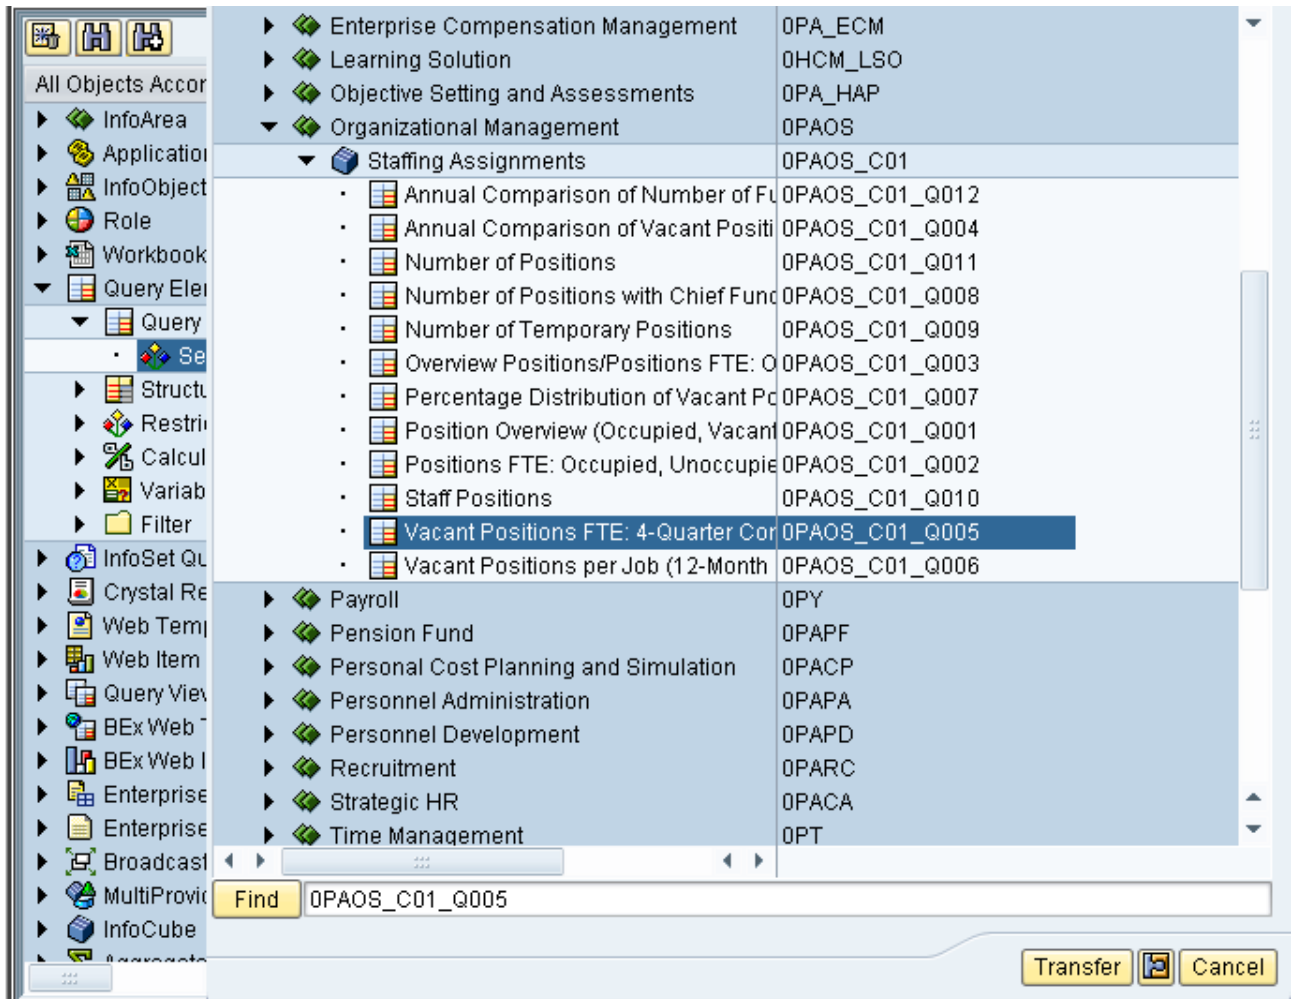 Enterprise Compensation Management 0PA_ECM
Learning Solution 0HCM_LSO
All Objects Accor
Objective Setting and Assessments 0PA_HAP
InfoArea
Organizational Management 0PAOS
Application
Staffing Assignments 0PAOS_C01
InfoObject
Annual Comparison of Number of Fu 0PAOS_C01_Q012
Role
Annual Comparison of Vacant Positi 0PAOS_C01_Q004
Workbook
Number of Positions 0PAOS_C01_Q011
Query Eler
Number of Positions with Chief Func 0PAOS_C01_Q008
Query
Number of Temporary Positions 0PAOS_C01_Q009
Se
Overview Positions/Positions FTE: O 0PAOS_C01_Q003
Structu
Percentage Distribution of Vacant Po 0PAOS_C01_Q007
Restri
Position Overview (Occupied, Vacant 0PAOS_C01_Q001
Calcul
Positions FTE: Occupied, Unoccupie 0PAOS_C01_Q002
Variab
Staff Positions 0PAOS_C01_Q010
Filter
Vacant Positions FTE: 4-Quarter Cor 0PAOS_C01_Q005
InfoSet Qu
Vacant Positions per Job (12-Month 0PAOS_C01_Q006
Crystal Re
Payroll 0PY
Web Temp
Pension Fund 0PAPF
Web Item
Personal Cost Planning and Simulation 0PACP
Query View
Personnel Administration 0PAPA
BEx Web T
Personnel Development 0PAPD
BEx Web I
Recruitment 0PARC
Enterprise
Strategic HR 0PACA
Enterprise
Time Management 0PT
Broadcast
MultiProvid
Find 0PAOS_C01_Q005
InfoCube
Aggregate
Transfer Cancel